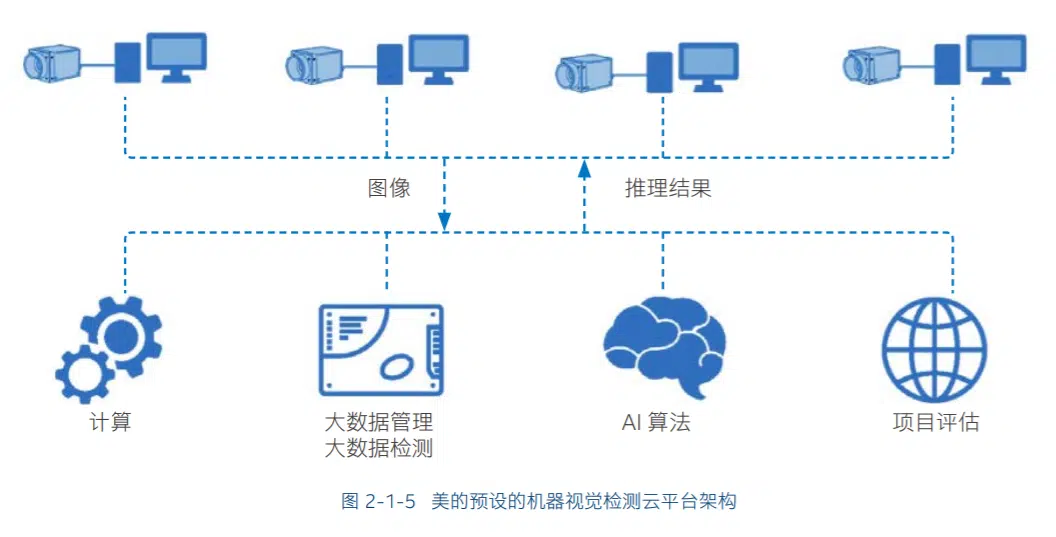 图像
推理结果
计算
大数据管理
大数据检测
AI 算法
项目评估
图 2-1-5 美的预设的机器视觉检测云平台架构